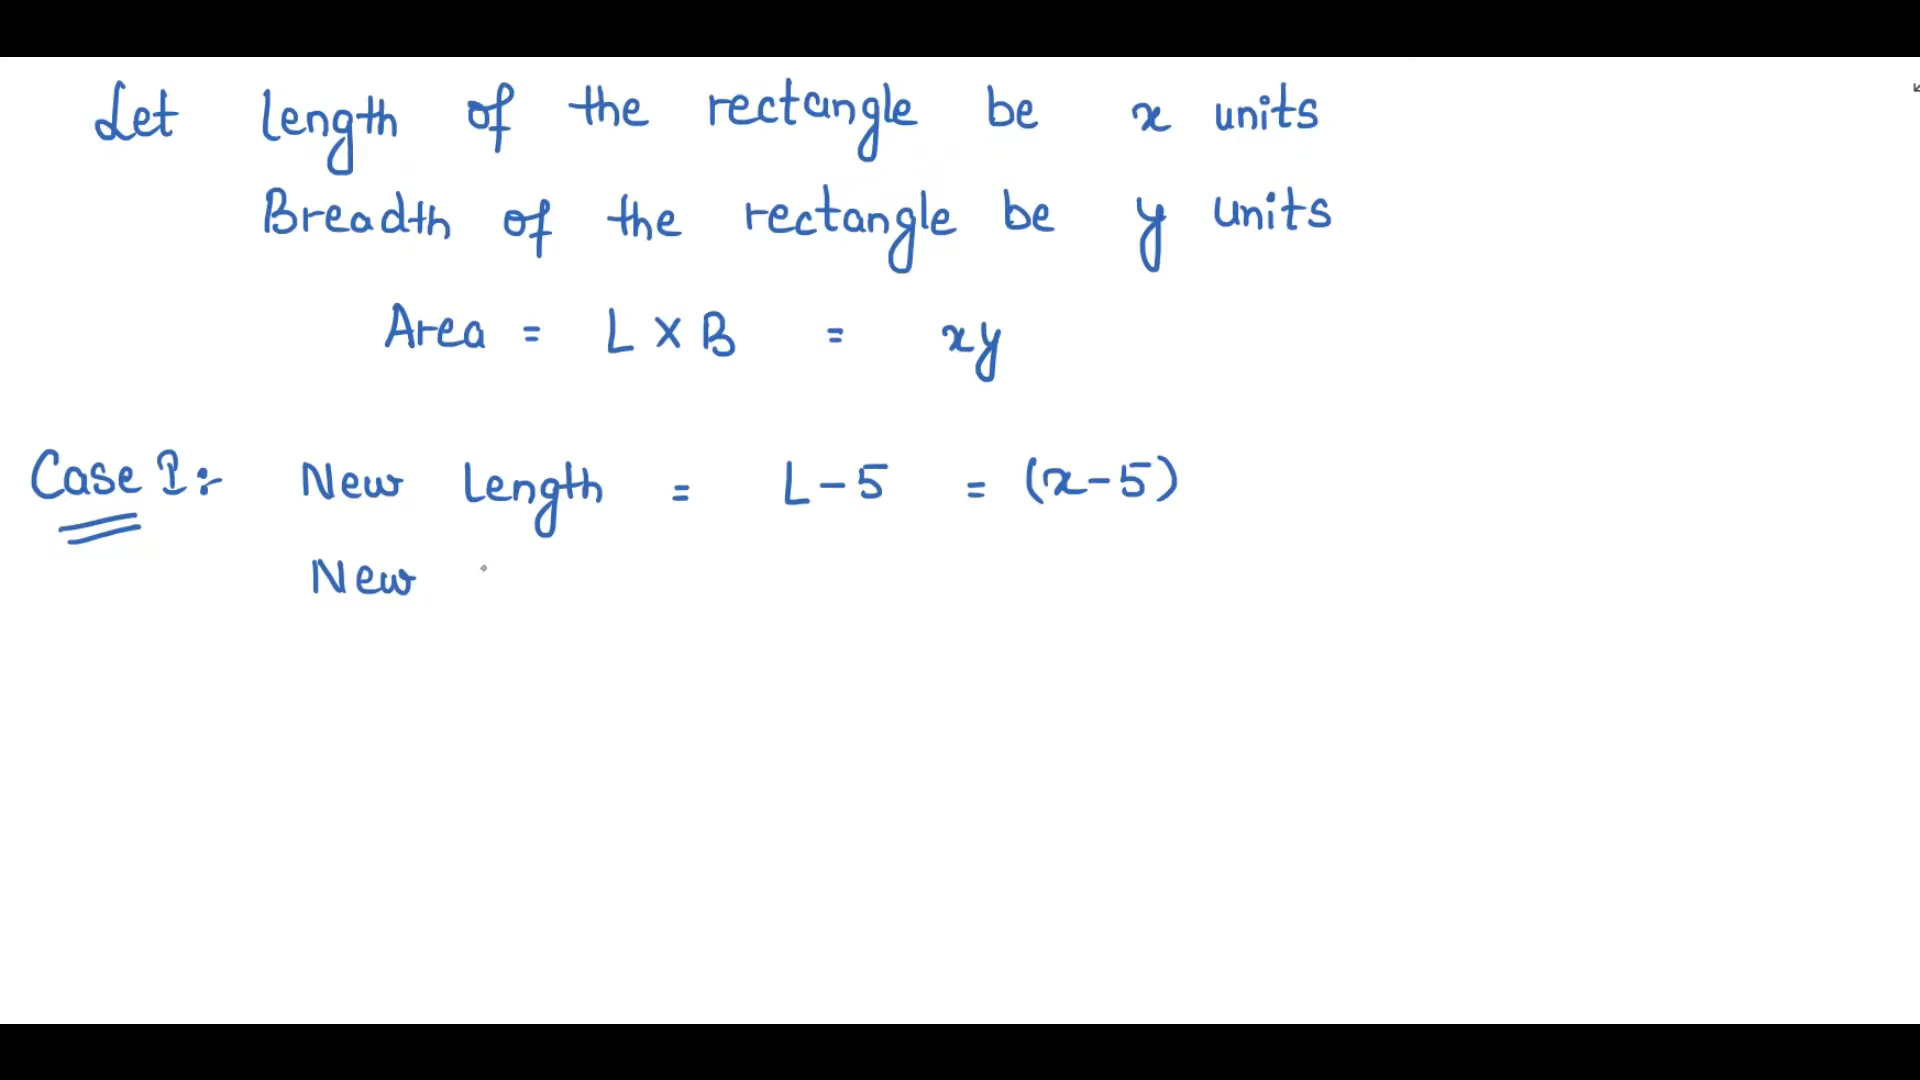 Let length of the rectangle be x units
Breadth of the rectangle be y units
Area = L × B = xy
Case I:- New Length = L - 5 = (x - 5)
New